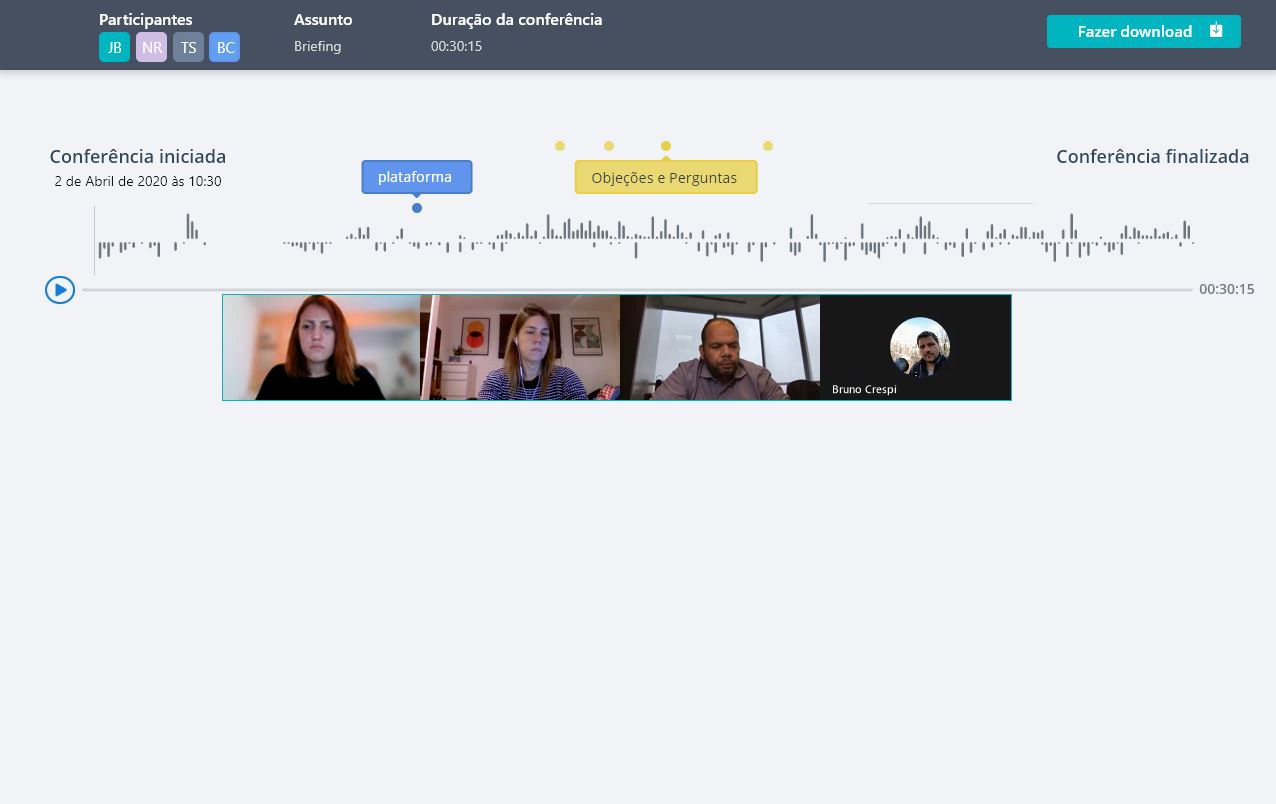 Participantes
JB NR TS BC
Assunto
Briefing
Duração da conferência
00:30:15
Fazer download
Conferência iniciada
2 de Abril de 2020 às 10:30
plataforma
Objeções e Perguntas
Conferência finalizada
00:30:15
Bruno Crespi